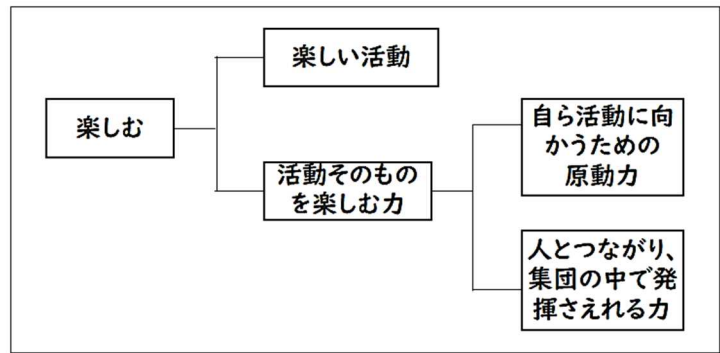 楽しむ
楽しい活動
活動そのもの
を楽しむ力
自ら活動に向
かうための
原動力
人とつながり、
集団の中で発
揮さえれる力